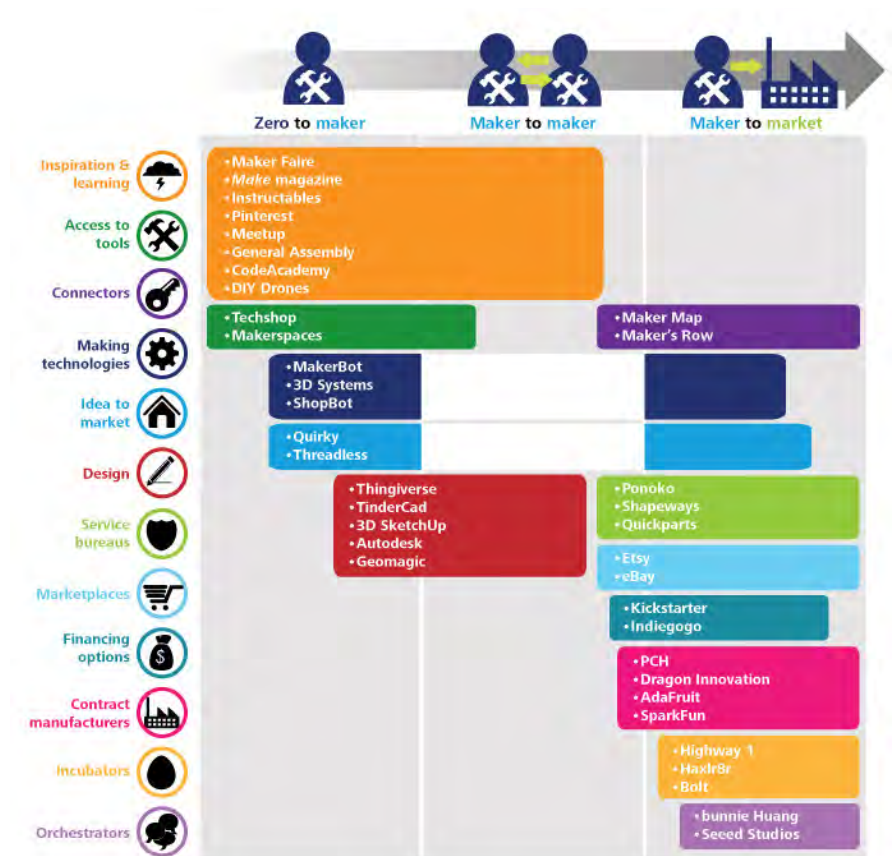 Zero to maker
Maker to maker
Maker to market
Inspiration &
learning
Access to
tools
Connectors
Making
technologies
Idea to
market
Design
Service
bureaus
Marketplaces
Financing
options
Contract
manufacturers
Incubators
Orchestrators
•Maker Faire
•Make magazine
•Instructables
•Pinterest
•Meetup
•General Assembly
•CodeAcademy
•DIY Drones
•Techshop
•Makerspaces
•Maker Map
•Maker's Row
•MakerBot
•3D Systems
•ShopBot
•Quirky
•Threadless
•Thingiverse
•TinderCad
•3D SketchUp
•Autodesk
•Geomagic
•Ponoko
•Shapeways
•Quickparts
•Etsy
•eBay
•Kickstarter
•Indiegogo
•PCH
•Dragon Innovation
•AdaFruit
•SparkFun
•Highway 1
•Haxlr8r
•Bolt
•bunnie Huang
•Seeed Studios